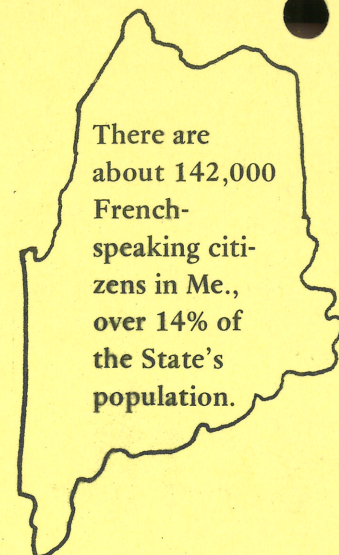 There are
about 142,000
French-
speaking citi-
zens in Me.,
over 14% of
the State's
population.